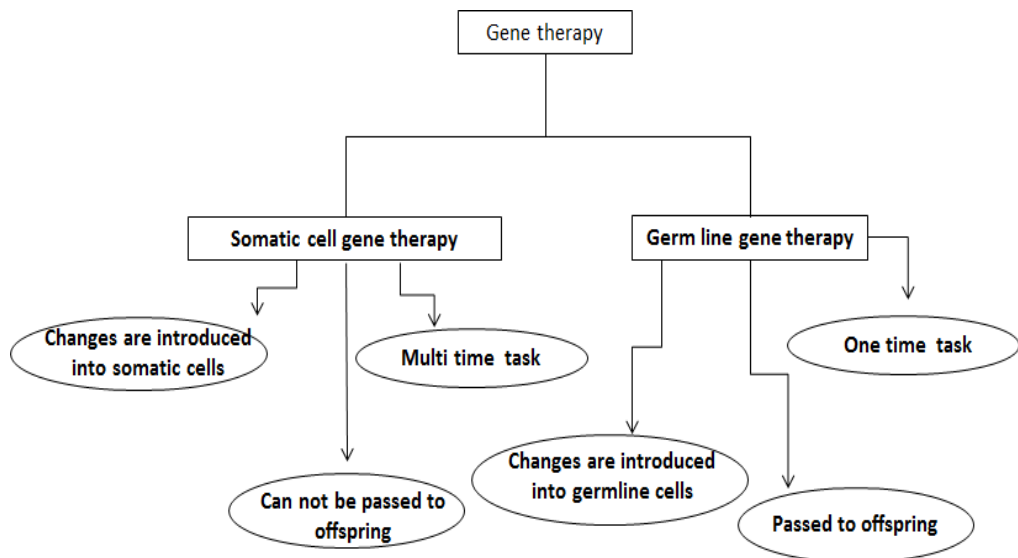 Gene therapy
Somatic cell gene therapy
Germ line gene therapy
Changes are introduced
into somatic cells
Multi time task
One time task
Can not be passed to
offspring
Changes are introduced
into germline cells
Passed to offspring